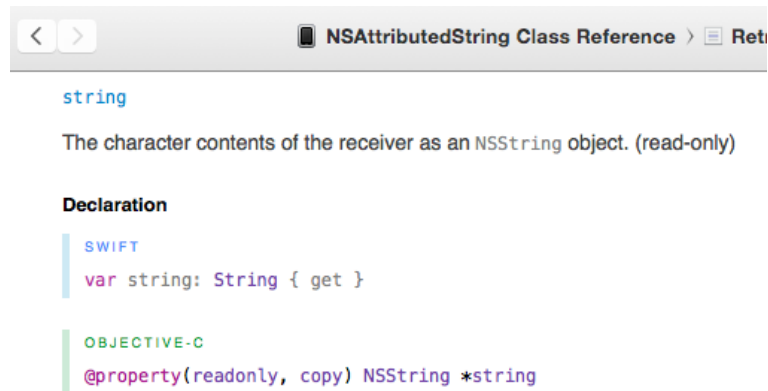 NSAttributedString Class Reference
string
The character contents of the receiver as an NSString object. (read-only)
Declaration
SWIFT
var string: String { get }
OBJECTIVE-C
@property(readonly, copy) NSString *string